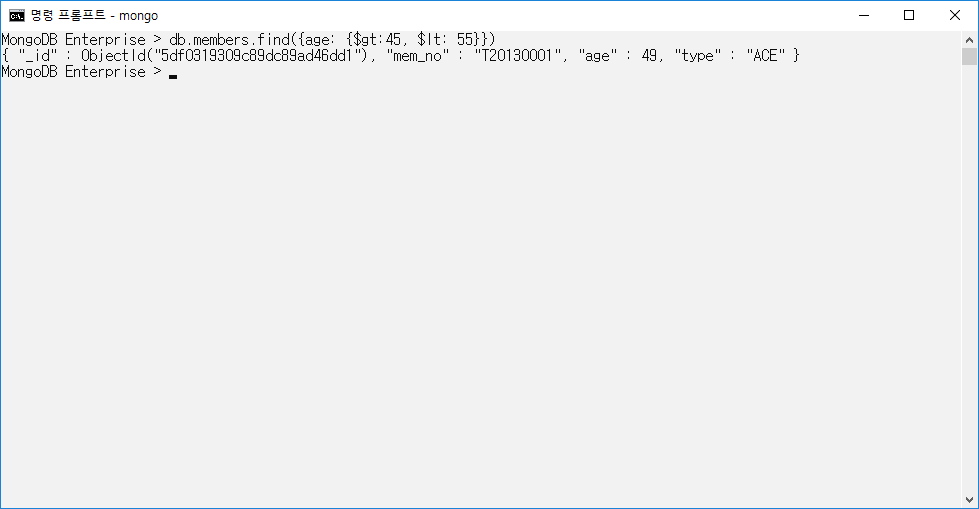 명령 프롬프트 - mongo
MongoDB Enterprise > db.members.find({age: {$gt:45, $lt: 55}})
{ "_id" : ObjectId("5df0319309c89dc89ad46dd1"), "mem_no" : "T20130001", "age" : 49, "type" : "ACE" }
MongoDB Enterprise >